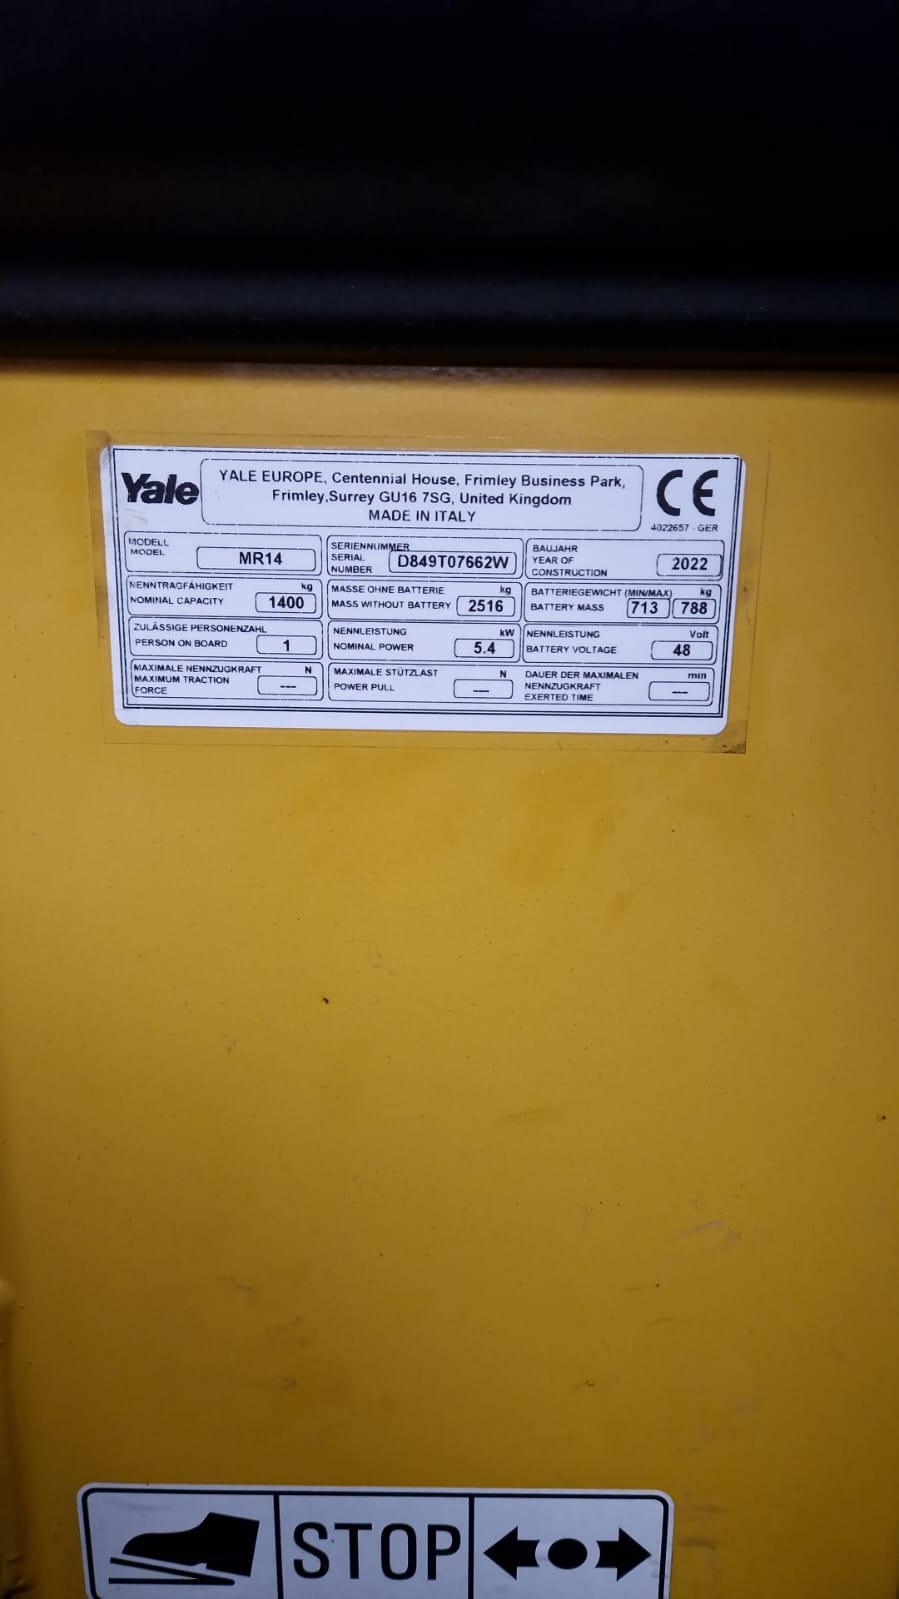 Yale
YALE EUROPE, Centennial House, Frimley Business Park,
Frimley,Surrey GU16 7SG, United Kingdom
MADE IN ITALY
CE
4022657 - GER
MODELL
MODEL
MR14
SERIENNUMMER
SERIAL
NUMBER
D849T07662W
BAUJAHR
YEAR OF
CONSTRUCTION
2022
NENNTRAGFÄHIGKEIT kg
NOMINAL CAPACITY 1400
MASSE OHNE BATTERIE kg
MASS WITHOUT BATTERY 2516
BATTERIEGEWICHT (MIN/MAX) kg
BATTERY MASS 713 788
ZULÄSSIGE PERSONENZAHL
PERSON ON BOARD 1
NENNLEISTUNG kW
NOMINAL POWER 5.4
NENNLEISTUNG Volt
BATTERY VOLTAGE 48
MAXIMALE NENNZUGKRAFT N
MAXIMUM TRACTION
FORCE ---
MAXIMALE STÜTZLAST N
POWER PULL ---
DAUER DER MAXIMALEN min
NENNZUGKRAFT
EXERTED TIME ---
STOP